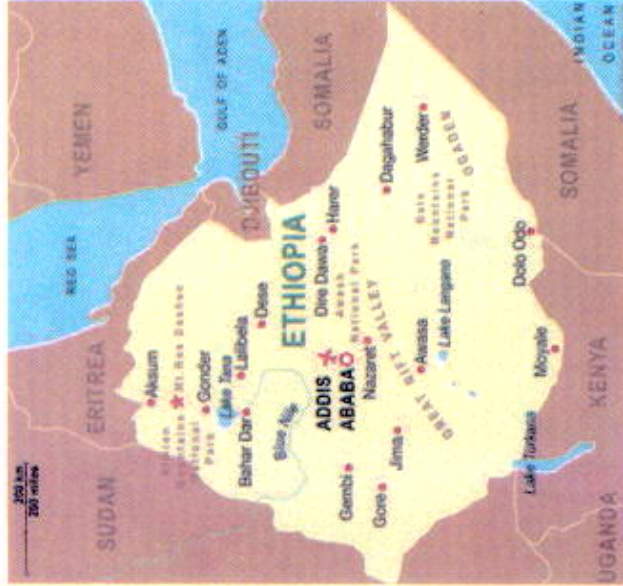 200 km
200 miles
SUDAN
ERITREA
RED SEA
YEMEN
GULF OF ADEN
DJIBOUTI
SOMALIA
Aksum
Mountains
National
Park
Mt Ras Dashen
Gonder
Lake Tana
Lalibela
Bahar Dar
Dese
Blue Nile
ETHIOPIA
ADDIS
ABABA
Dire Dawa
Harer
Awash
National Park
Nazaret
Gembi
Gore
Jima
GREAT RIFT VALLEY
Awasa
Lake Langano
Dagahabur
Werder
Bale
Mountains
National
Park
OGADEN
Dolo Odo
Moyale
Lake Turkana
UGANDA
KENYA
SOMALIA
INDIAN
OCEAN